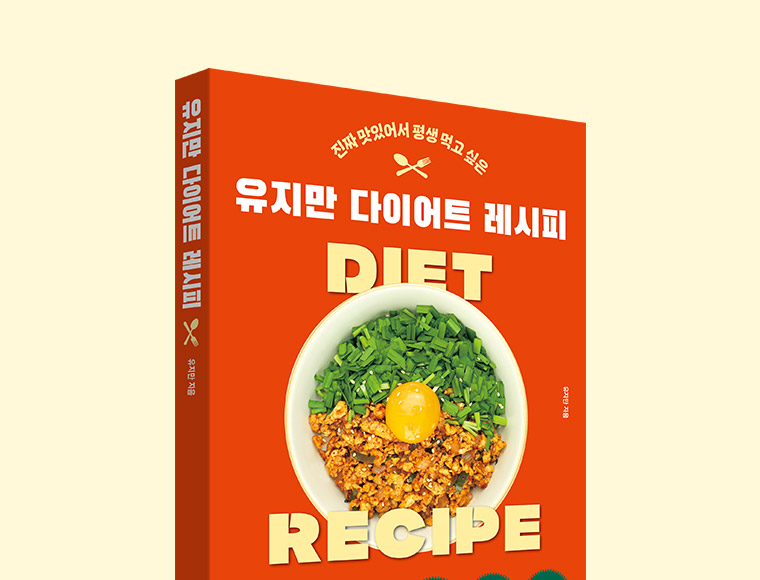 유지만 다이어트 레시피
유지만 지음
진짜 맛있어서 평생 먹고 싶은
유지만 다이어트 레시피
DIET
유지만 지음
RECIPE